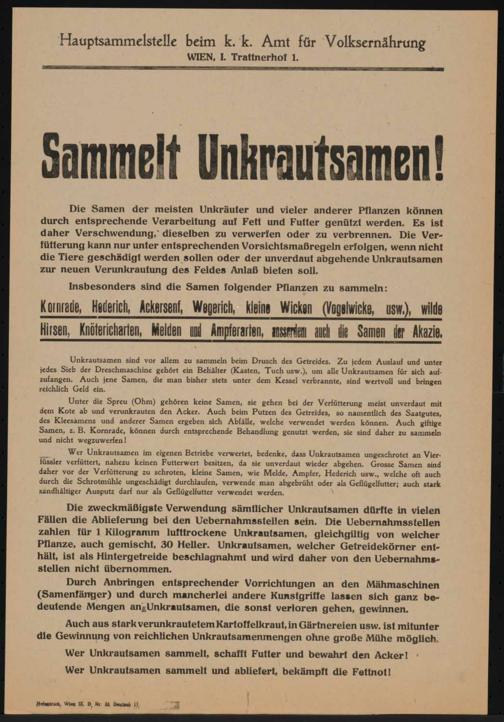 Hauptsammelstelle beim k. k. Amt für Volksernährung
WIEN, I. Trattnerhof 1.
Sammelt Unkrautsamen!
Die Samen der meisten Unkräuter und vieler anderer Pflanzen können
durch entsprechende Verarbeitung auf Fett und Futter genützt werden. Es ist
daher Verschwendung, dieselben zu verwerfen oder zu verbrennen. Die Ver-
fütterung kann nur unter entsprechenden Vorsichtsmaßregeln erfolgen, wenn nicht
die Tiere geschädigt werden sollen oder der unverdaut abgehende Unkrautsamen
zur neuen Verunkrautung des Feldes Anlaß bieten soll.
Insbesonders sind die Samen folgender Pflanzen zu sammeln:
Kornrade, Hederich, Ackersenf, Wegerich, kleine Wicken (Vogelwicke, usw.), wilde
Hirsen, Knötericharten, Melden und Ampferarten, ausserdem auch die Samen der Akazie.
Unkrautsamen sind vor allem zu sammeln beim Drusch des Getreides. Zu jedem Auslauf und unter
jedes Sieb der Dreschmaschine gehört ein Behälter (Kasten, Tuch usw.), um alle Unkrautsamen für sich auf-
zufangen. Auch jene Samen, die man bisher stets unter dem Kessel verbrannte, sind wertvoll und bringen
reichlich Geld ein.
Unter die Spreu (Ohm) gehören keine Samen, sie gehen bei der Verfütterung meist unverdaut mit
dem Kote ab und verunkrauten den Acker. Auch beim Putzen des Getreides, so namentlich des Saatgutes,
des Kleesamens und anderer Samen ergeben sich Abfälle, welche verwendet werden können. Auch giftige
Samen, z. B. Kornrade, können durch entsprechende Behandlung genutzt werden, sie sind daher zu sammeln
und nicht wegzuwerfen!
Wer Unkrautsamen im eigenen Betriebe verwertet, bedenke, dass Unkrautsamen ungeschrotet an Vier-
füssler verfüttert, nahezu keinen Futterwert besitzen, da sie unverdaut wieder abgehen. Grosse Samen sind
daher vor der Verfütterung zu schroten, kleine Samen, wie Melde, Ampfer, Hederich usw., welche oft auch
durch die Schrotmühle ungeschädigt durchlaufen, verwende man abgebrüht oder als Geflügelfutter; auch stark
sandhältiger Ausputz darf nur als Geflügelfutter verwendet werden.
Die zweckmäßigste Verwendung sämtlicher Unkrautsamen dürfte in vielen
Fällen die Ablieferung bei den Uebernahmsstellen sein. Die Uebernahmsstellen
zahlen für 1 Kilogramm lufttrockene Unkrautsamen, gleichgiltig von welcher
Pflanze, auch gemischt, 30 Heller. Unkrautsamen, welcher Getreidekörner ent-
hält, ist als Hintergetreide beschlagnahmt und wird daher von den Uebernahms-
stellen nicht übernommen.
Durch Anbringen entsprechender Vorrichtungen an den Mähmaschinen
(Samenfänger) und durch mancherlei andere Kunstgriffe lassen sich ganz be-
deutende Mengen an Unkrautsamen, die sonst verloren gehen, gewinnen.
Auch aus stark verunkrautetem Kartoffelkraut, in Gärtnereien usw. ist mitunter
die Gewinnung von reichlichen Unkrautsamenmengen ohne große Mühe möglich.
Wer Unkrautsamen sammelt, schafft Futter und bewahrt den Acker!
Wer Unkrautsamen sammelt und abliefert, bekämpft die Fettnot!
Wien IX.